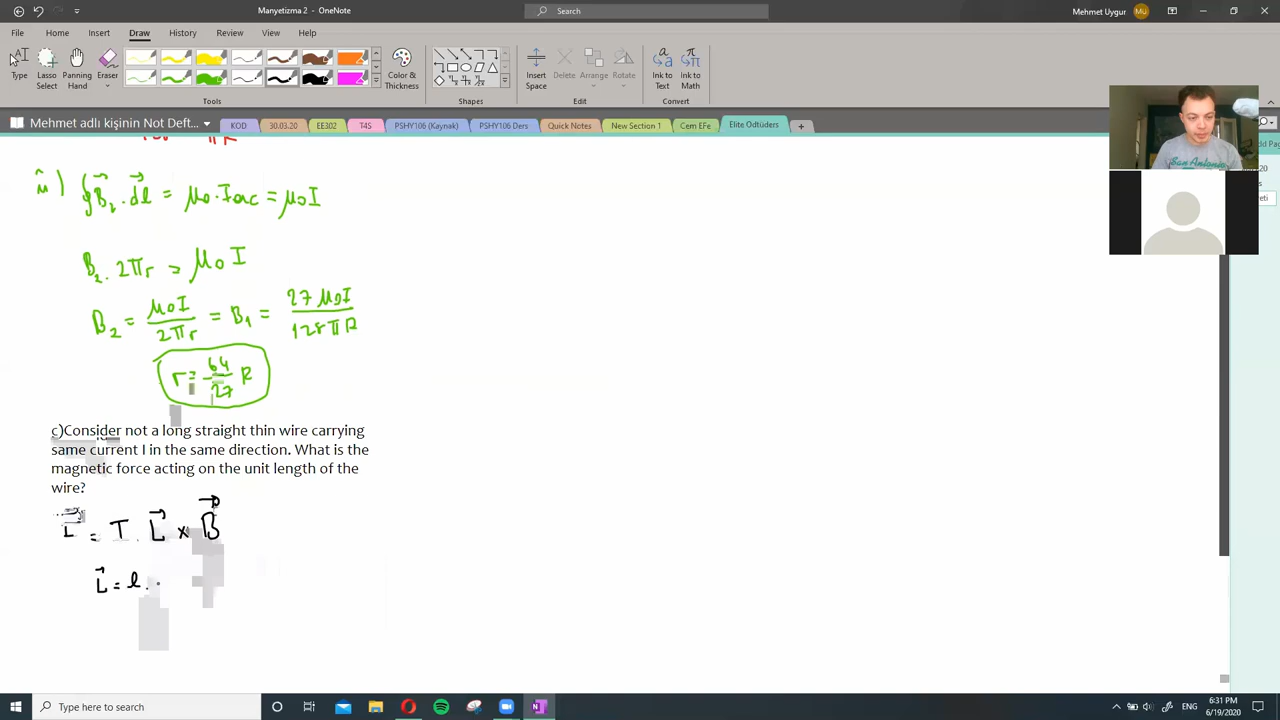 Manyetizma 2 - OneNote
Search
Mehmet Uygur MU
File Home Insert Draw History Review View Help
Type Lasso Select Panning Hand Eraser Color & Thickness Insert Space Delete Arrange Rotate Ink to Text Ink to Math
Tools Shapes Convert
Mehmet adlı kişinin Not Deft... KOD 30.03.20 EE302 T4S PSHY106 (Kaynak) PSHY106 Ders Quick Notes New Section 1 Cem EFe Elite Odtüders
dd Pag
πR
∮B₂ . dl = μ₀ . Iac = μ₀I
B₂ . 2πr = μ₀ I
B₂ = μ₀I / 2πr = B₁ = 27 μ₀I / 128πR
r = 64/27 R
c)Consider not a long straight thin wire carrying
same current I in the same direction. What is the
magnetic force acting on the unit length of the
wire?
= I . L × B
L = l .
Type here to search
ENG 6:31 PM
6/19/2020